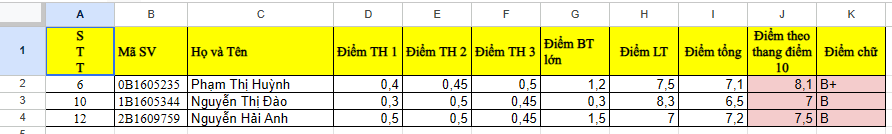 A B C D E F G H I J K
1 S T T Mã SV Họ và Tên Điểm TH 1 Điểm TH 2 Điểm TH 3 Điểm BT lớn Điểm LT Điểm tổng Điểm theo thang điểm 10 Điểm chữ
2 6 0B1605235 Phạm Thị Huỳnh 0,4 0,45 0,5 1,2 7,5 7,1 8,1 B+
3 10 1B1605344 Nguyễn Thị Đào 0,3 0,5 0,45 0,3 8,3 6,5 7 B
4 12 2B1609759 Nguyễn Hải Anh 0,5 0,5 0,45 1,5 7 7,2 7,5 B